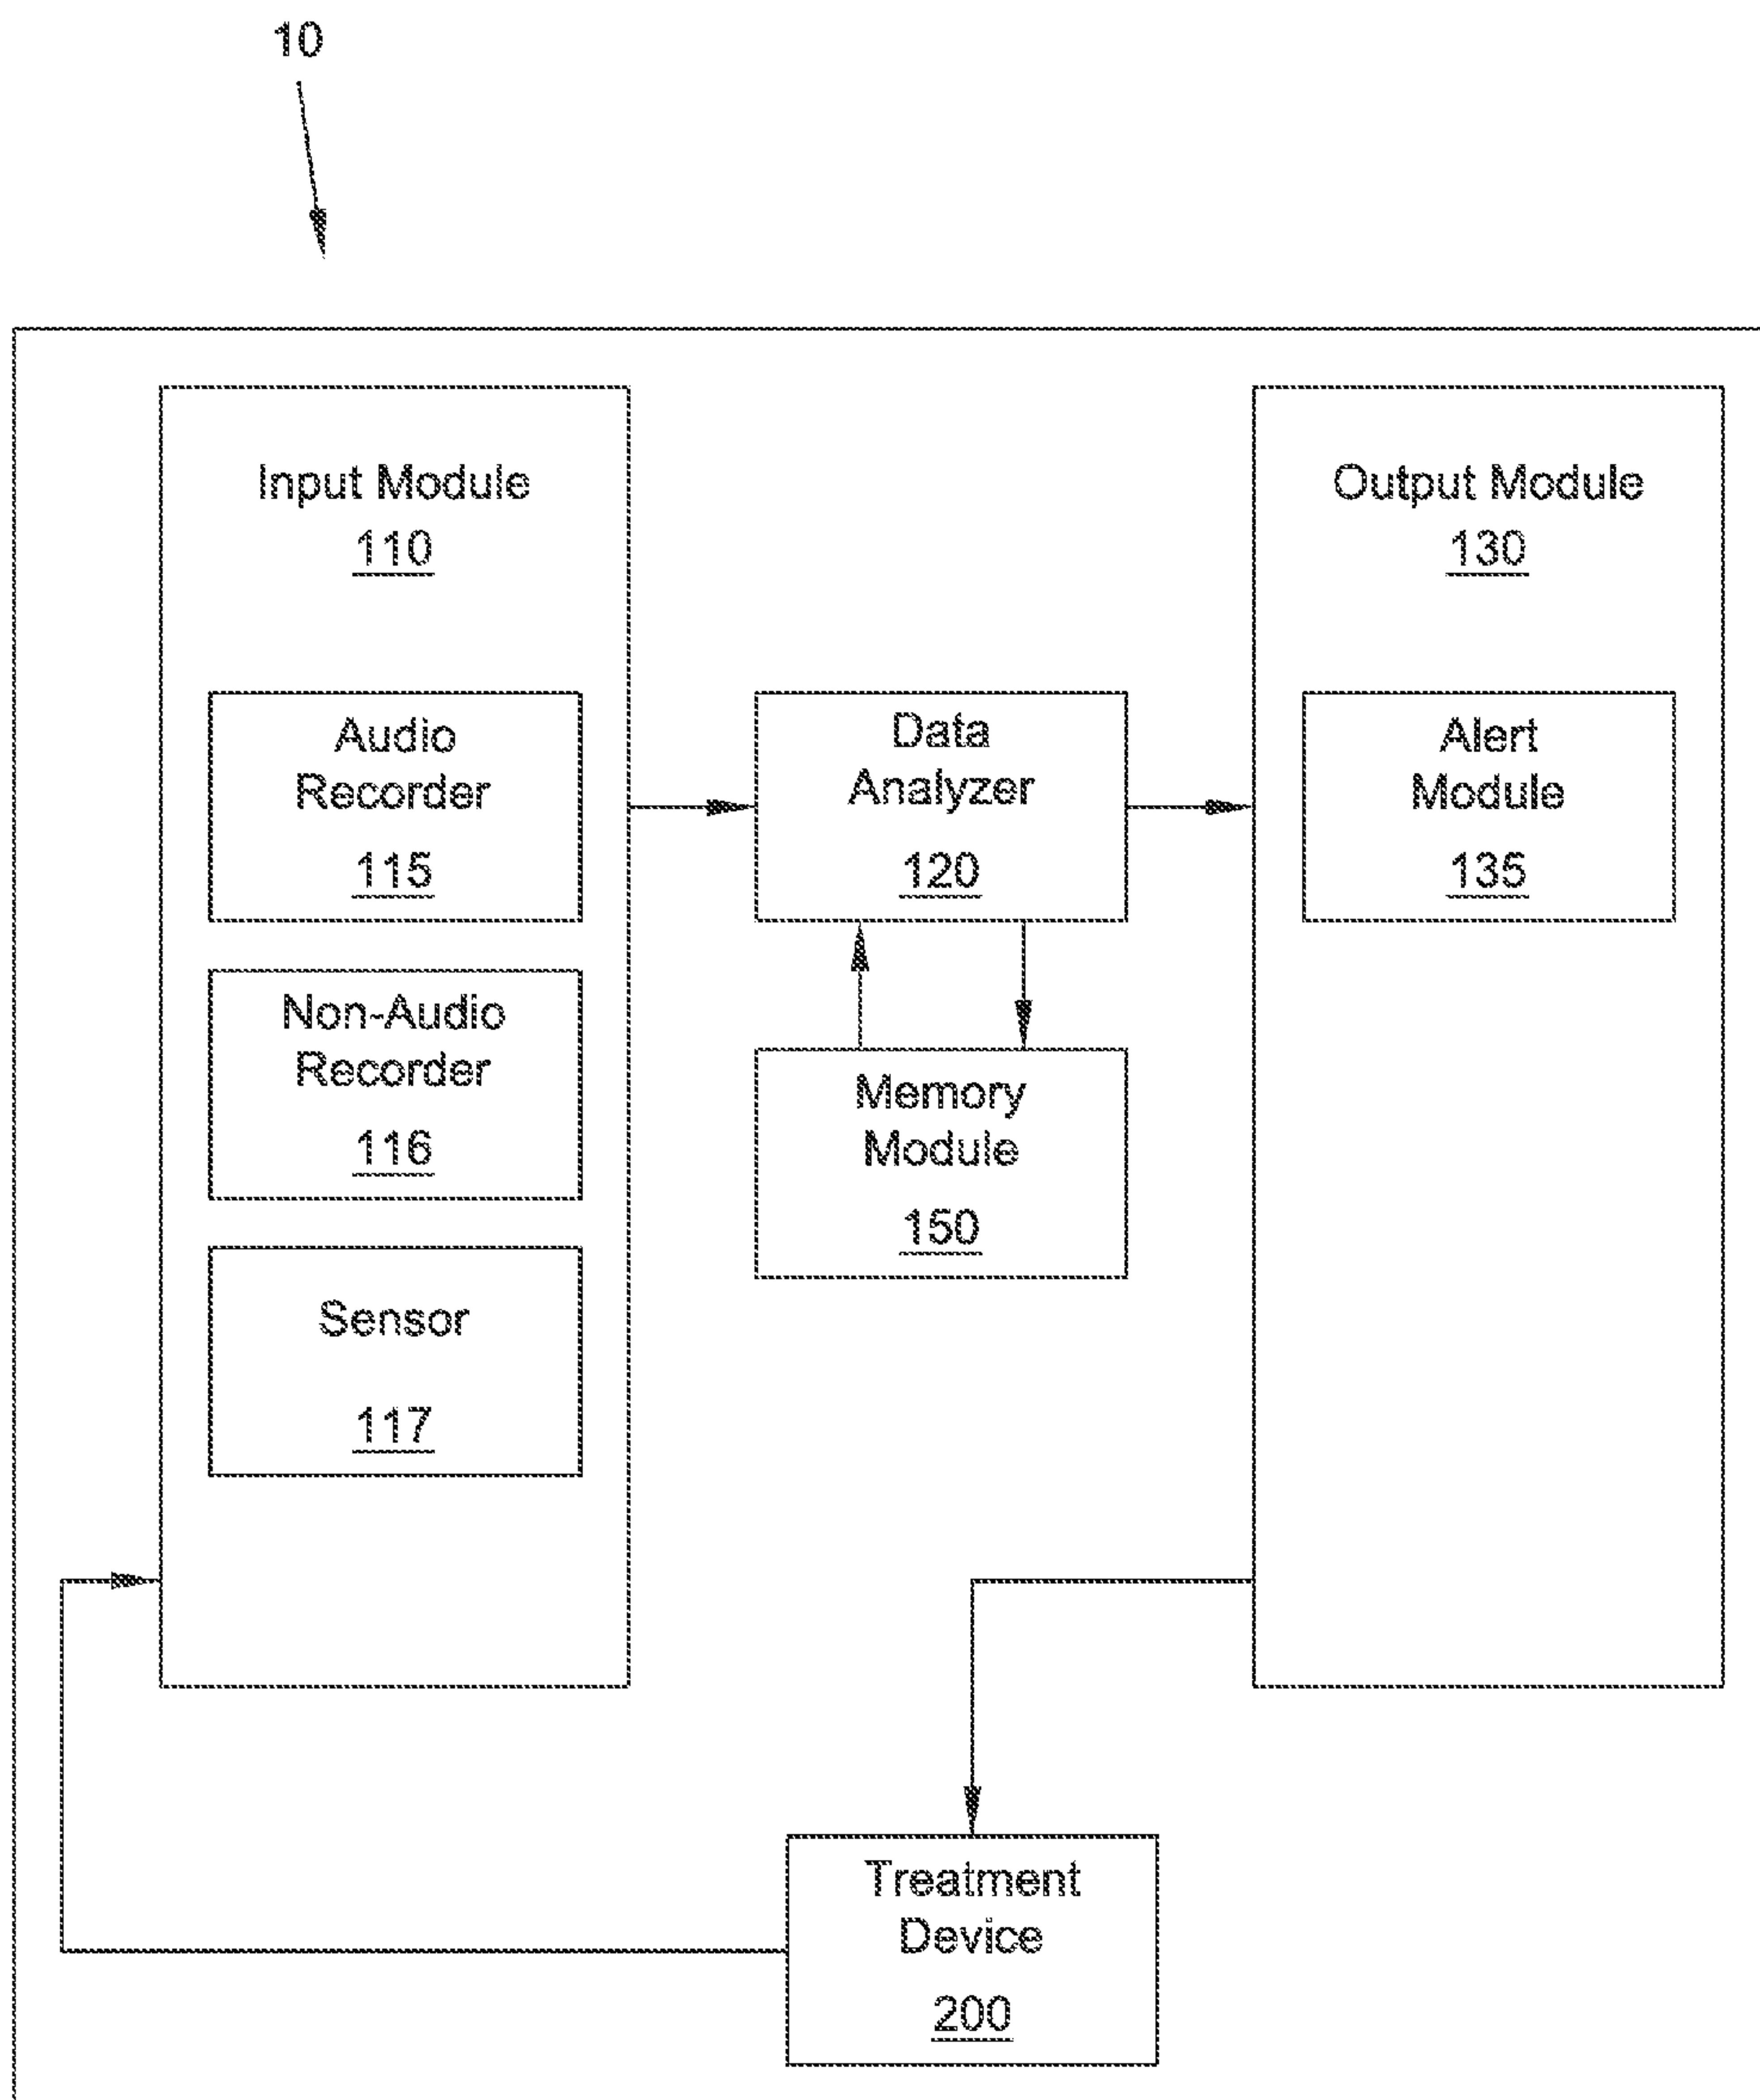 10
Input Module
110
Audio
Recorder
115
Non-Audio
Recorder
116
Sensor
117
Data
Analyzer
120
Memory
Module
150
Output Module
130
Alert
Module
135
Treatment
Device
200